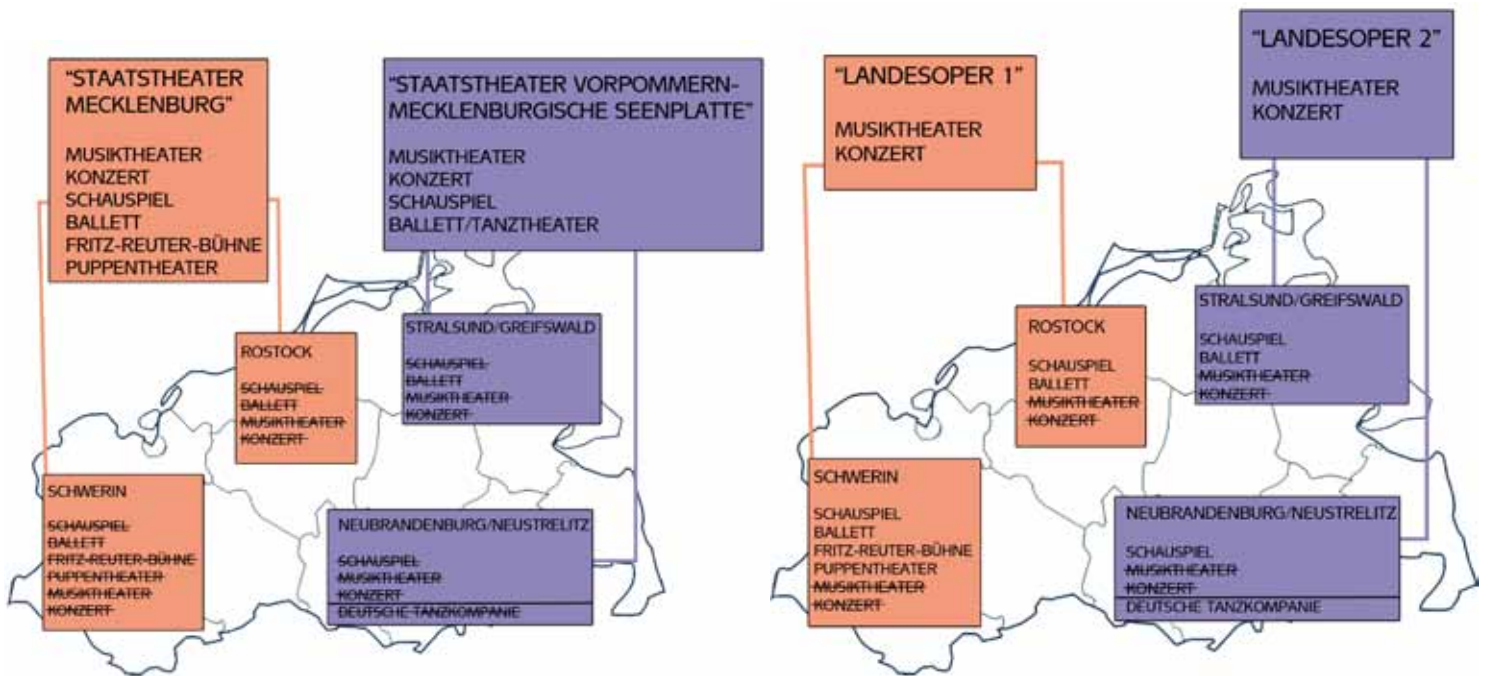 "STAATSTHEATER
MECKLENBURG"
MUSIKTHEATER
KONZERT
SCHAUSPIEL
BALLETT
FRITZ-REUTER-BÜHNE
PUPPENTHEATER
"STAATSTHEATER VORPOMMERN-
MECKLENBURGISCHE SEENPLATTE"
MUSIKTHEATER
KONZERT
SCHAUSPIEL
BALLETT/TANZTHEATER
ROSTOCK
SCHAUSPIEL
BALLETT
MUSIKTHEATER
KONZERT
STRALSUND/GREIFSWALD
SCHAUSPIEL
BALLETT
MUSIKTHEATER
KONZERT
SCHWERIN
SCHAUSPIEL
BALLETT
FRITZ-REUTER-BÜHNE
PUPPENTHEATER
MUSIKTHEATER
KONZERT
NEUBRANDENBURG/NEUSTRELITZ
SCHAUSPIEL
MUSIKTHEATER
KONZERT
DEUTSCHE TANZKOMPANIE
"LANDESOPER 1"
MUSIKTHEATER
KONZERT
"LANDESOPER 2"
MUSIKTHEATER
KONZERT
ROSTOCK
SCHAUSPIEL
BALLETT
MUSIKTHEATER
KONZERT
STRALSUND/GREIFSWALD
SCHAUSPIEL
BALLETT
MUSIKTHEATER
KONZERT
SCHWERIN
SCHAUSPIEL
BALLETT
FRITZ-REUTER-BÜHNE
PUPPENTHEATER
MUSIKTHEATER
KONZERT
NEUBRANDENBURG/NEUSTRELITZ
SCHAUSPIEL
MUSIKTHEATER
KONZERT
DEUTSCHE TANZKOMPANIE